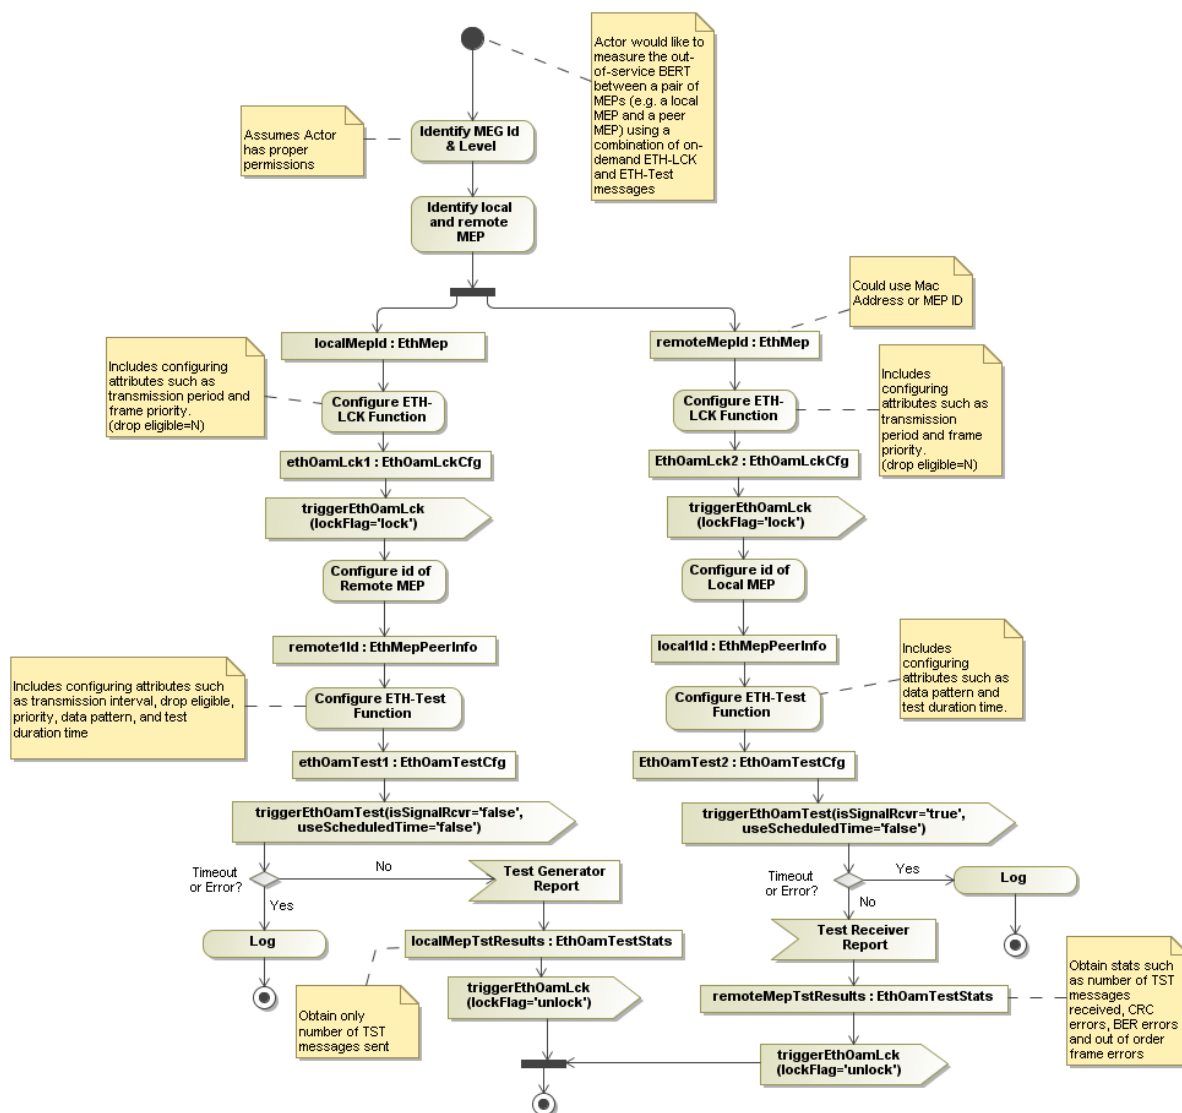 Actor would like to
measure the out-
of-service BERT
between a pair of
MEPs (e.g. a local
MEP and a peer
MEP) using a
combination of on-
demand ETH-LCK
and ETH-Test
messages
Assumes Actor
has proper
permissions
Identify MEG Id
& Level
Identify local
and remote
MEP
Could use Mac
Address or MEP ID
localMepId : EthMep
remoteMepId : EthMep
Includes configuring
attributes such as
transmission period and
frame priority.
(drop eligible=N)
Configure ETH-
LCK Function
Configure ETH-
LCK Function
Includes
configuring
attributes such as
transmission
period and frame
priority.
(drop eligible=N)
ethOamLck1 : EthOamLckCfg
EthOamLck2 : EthOamLckCfg
triggerEthOamLck
(lockFlag='lock')
triggerEthOamLck
(lockFlag='lock')
Configure id of
Remote MEP
Configure id of
Local MEP
remote1Id : EthMepPeerInfo
local1Id : EthMepPeerInfo
Includes
configuring
attributes such as
data pattern and
test duration time.
Includes configuring attributes such
as transmission interval, drop eligible,
priority, data pattern, and test
duration time
Configure ETH-Test
Function
Configure ETH-Test
Function
ethOamTest1 : EthOamTestCfg
EthOamTest2 : EthOamTestCfg
triggerEthOamTest(isSignalRcvr='false',
useScheduledTime='false')
triggerEthOamTest(isSignalRcvr='true',
useScheduledTime='false')
Timeout
or Error?
No
Yes
Test Generator
Report
Timeout
or Error?
Yes
No
Log
Log
Test Receiver
Report
localMepTstResults : EthOamTestStats
Obtain only
number of TST
messages sent
triggerEthOamLck
(lockFlag='unlock')
remoteMepTstResults : EthOamTestStats
Obtain stats such
as number of TST
messages
received, CRC
errors, BER errors
and out of order
frame errors
triggerEthOamLck
(lockFlag='unlock')